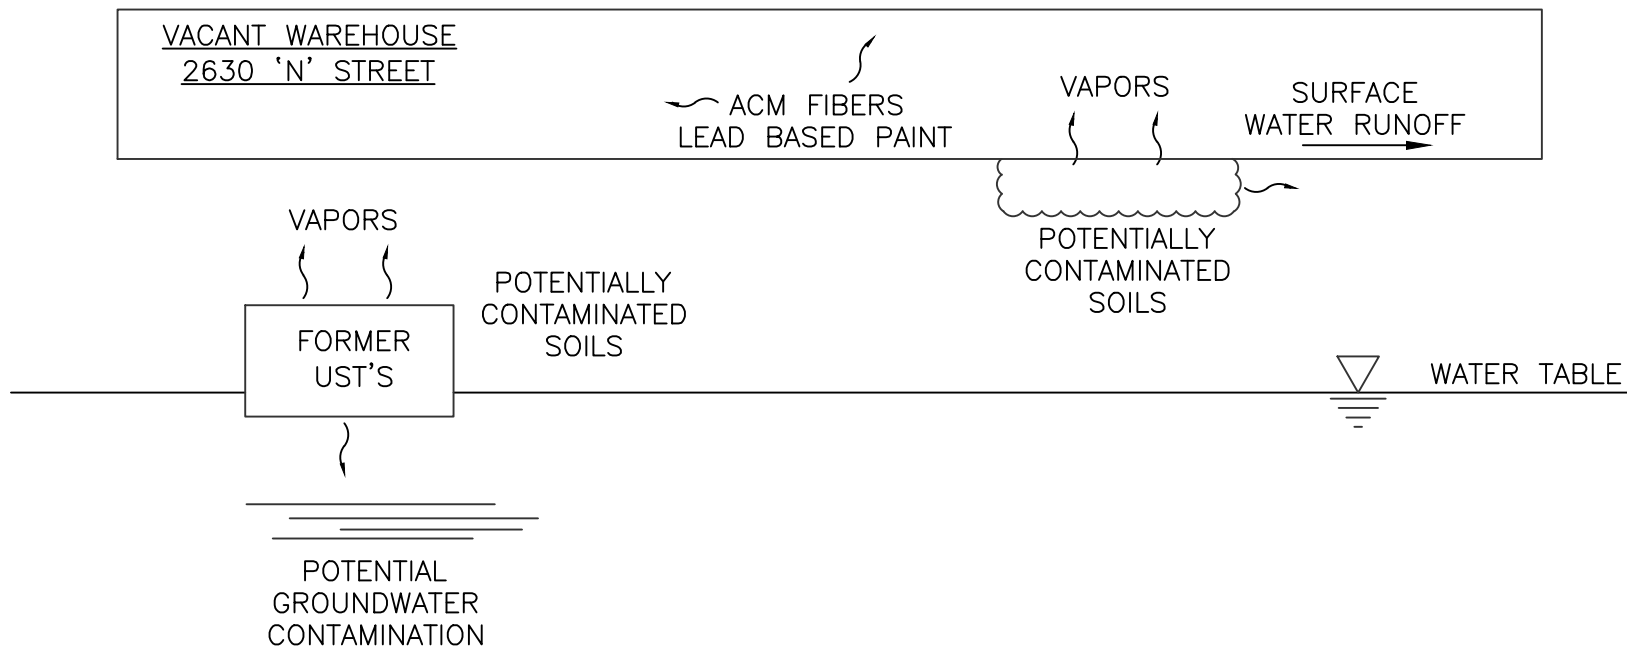 VACANT WAREHOUSE
2630 ‘N’ STREET
ACM FIBERS
LEAD BASED PAINT
VAPORS
SURFACE
WATER RUNOFF
VAPORS
POTENTIALLY
CONTAMINATED
SOILS
POTENTIALLY
CONTAMINATED
SOILS
FORMER
UST’S
WATER TABLE
POTENTIAL
GROUNDWATER
CONTAMINATION